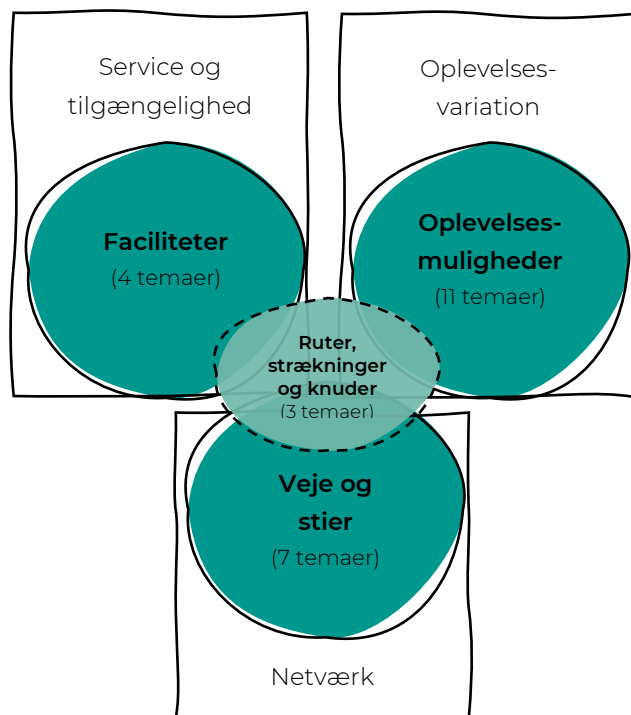 Service og
tilgængelighed
Oplevelses-
variation
Faciliteter
(4 temaer)
Oplevelses-
muligheder
(11 temaer)
Ruter,
strækninger
og knuder
(3 temaer)
Veje og
stier
(7 temaer)
Netværk